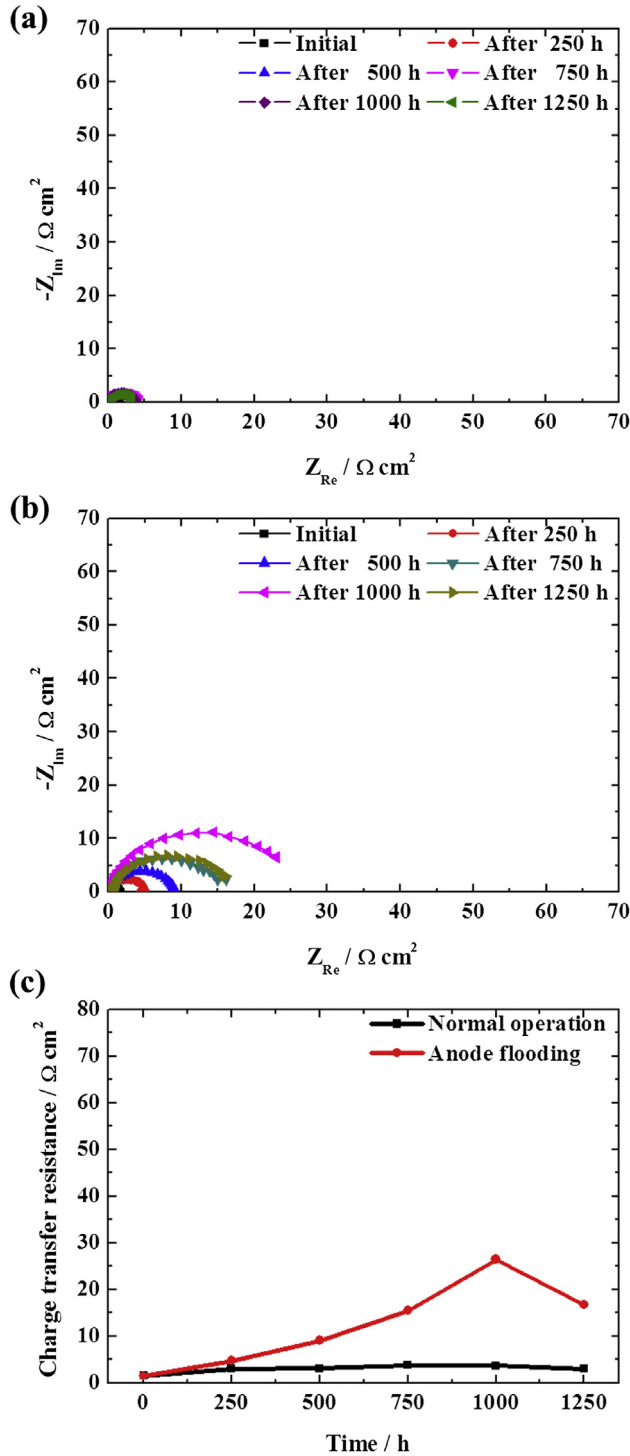 (a)
70
60
50
40
30
20
10
0
-Z_Im / Ω cm²
Initial
After 250 h
After 500 h
After 750 h
After 1000 h
After 1250 h
0 10 20 30 40 50 60 70
Z_Re / Ω cm²
(b)
70
60
50
40
30
20
10
0
-Z_Im / Ω cm²
Initial
After 250 h
After 500 h
After 750 h
After 1000 h
After 1250 h
0 10 20 30 40 50 60 70
Z_Re / Ω cm²
(c)
80
70
60
50
40
30
20
10
0
Charge transfer resistance / Ω cm²
Normal operation
Anode flooding
0 250 500 750 1000 1250
Time / h